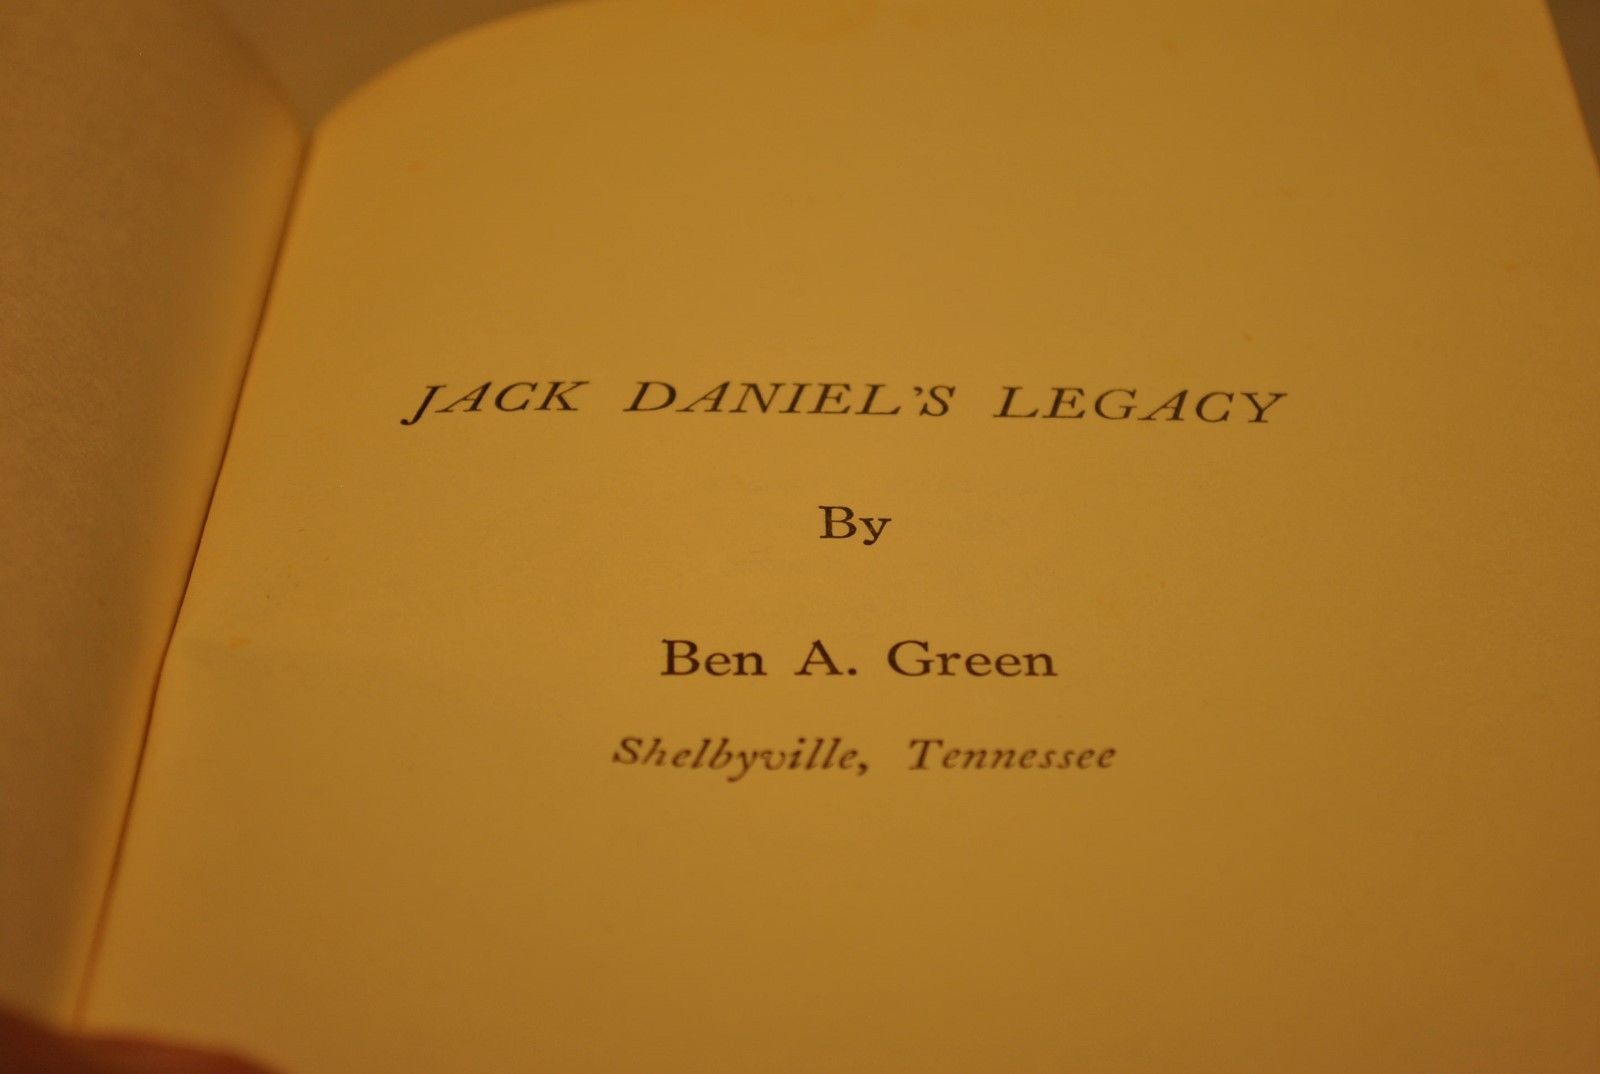 JACK DANIEL'S LEGACY
By
Ben A. Green
Shelbyville, Tennessee